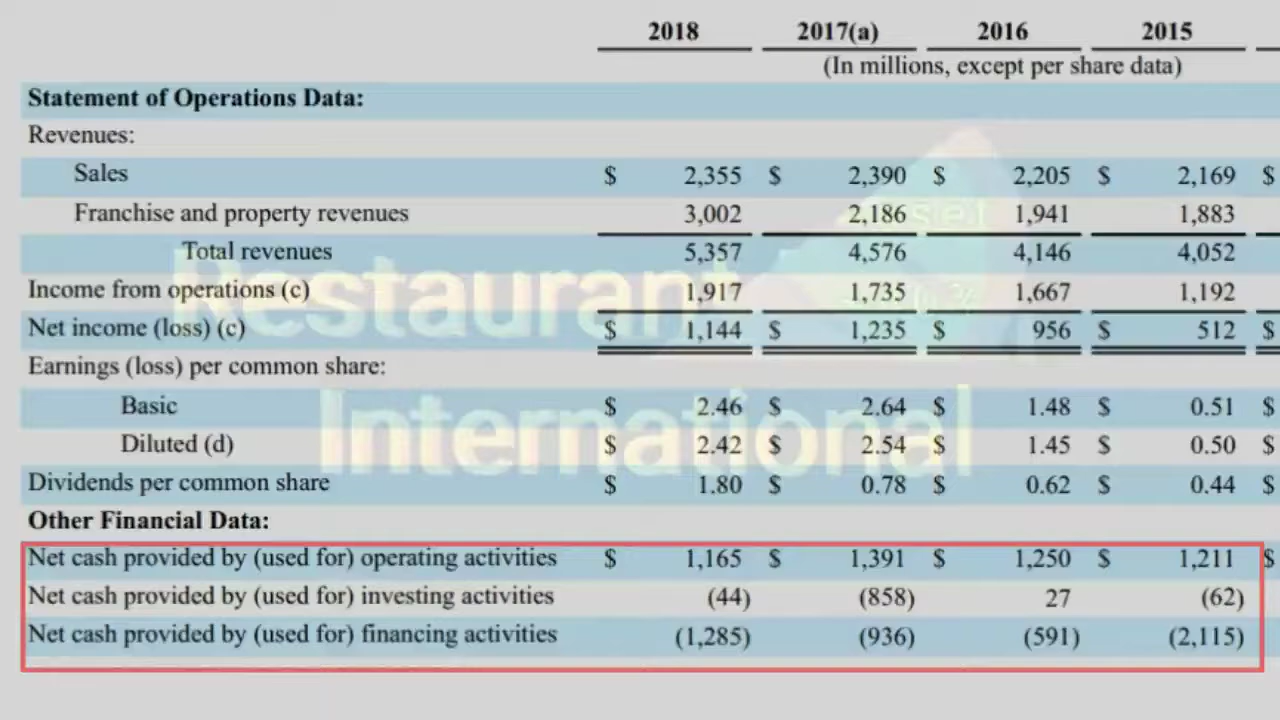 2018 2017(a) 2016 2015
(In millions, except per share data)
Statement of Operations Data:
Revenues:
Sales $ 2,355 $ 2,390 $ 2,205 $ 2,169 $
Franchise and property revenues 3,002 2,186 1,941 1,883
Total revenues 5,357 4,576 4,146 4,052
Income from operations (c) 1,917 1,735 1,667 1,192
Net income (loss) (c) $ 1,144 $ 1,235 $ 956 $ 512 $
Earnings (loss) per common share:
Basic $ 2.46 $ 2.64 $ 1.48 $ 0.51 $
Diluted (d) $ 2.42 $ 2.54 $ 1.45 $ 0.50 $
Dividends per common share $ 1.80 $ 0.78 $ 0.62 $ 0.44 $
Other Financial Data:
Net cash provided by (used for) operating activities $ 1,165 $ 1,391 $ 1,250 $ 1,211 $
Net cash provided by (used for) investing activities (44) (858) 27 (62)
Net cash provided by (used for) financing activities (1,285) (936) (591) (2,115)
Restaurant
International